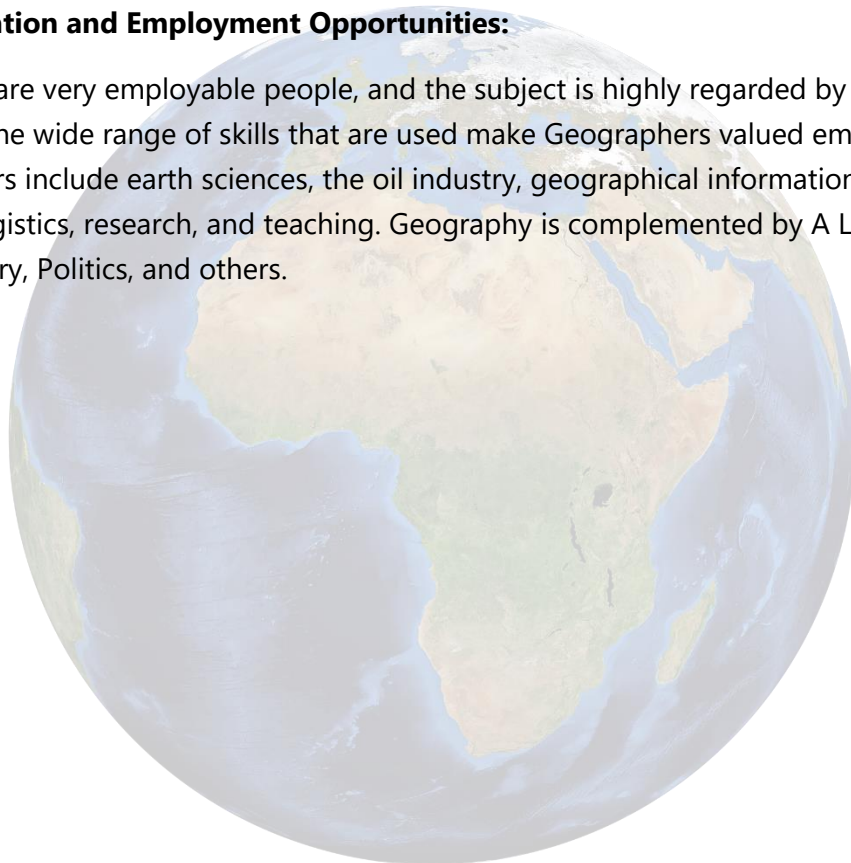 ation and Employment Opportunities:
are very employable people, and the subject is highly regarded by
he wide range of skills that are used make Geographers valued em
rs include earth sciences, the oil industry, geographical information
gistics, research, and teaching. Geography is complemented by A L
ry, Politics, and others.